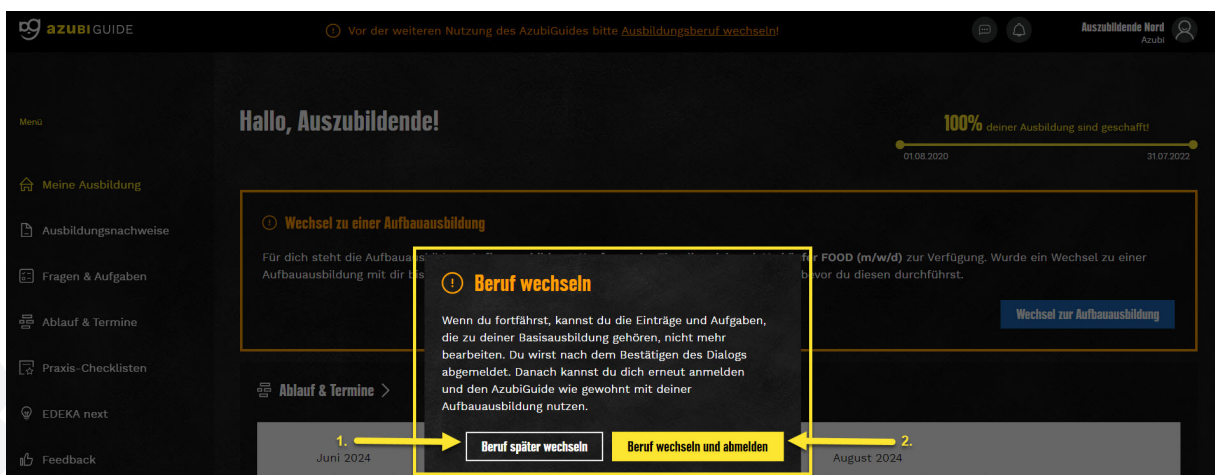 AZUBIGUIDE
Vor der weiteren Nutzung des AzubiGuides bitte Ausbildungsberuf wechseln!
Auszubildende Nord
Azubi
Menü
Hallo, Auszubildende!
100% deiner Ausbildung sind geschafft!
01.08.2020
31.07.2022
Meine Ausbildung
Ausbildungsnachweise
Fragen & Aufgaben
Ablauf & Termine
Praxis-Checklisten
EDEKA next
Feedback
Wechsel zu einer Aufbauausbildung
Für dich steht die FOOD (m/w/d) zur Verfügung. Wurde ein Wechsel zu einer
Aufbauausbildung mit dir bevor du diesen durchführst.
Wechsel zur Aufbauausbildung
Beruf wechseln
Wenn du fortfährst, kannst du die Einträge und Aufgaben,
die zu deiner Basisausbildung gehören, nicht mehr
bearbeiten. Du wirst nach dem Bestätigen des Dialogs
abgemeldet. Danach kannst du dich erneut anmelden
und den AzubiGuide wie gewohnt mit deiner
Aufbauausbildung nutzen.
1.
Beruf später wechseln
Beruf wechseln und abmelden
2.
Ablauf & Termine >
Juni 2024
August 2024